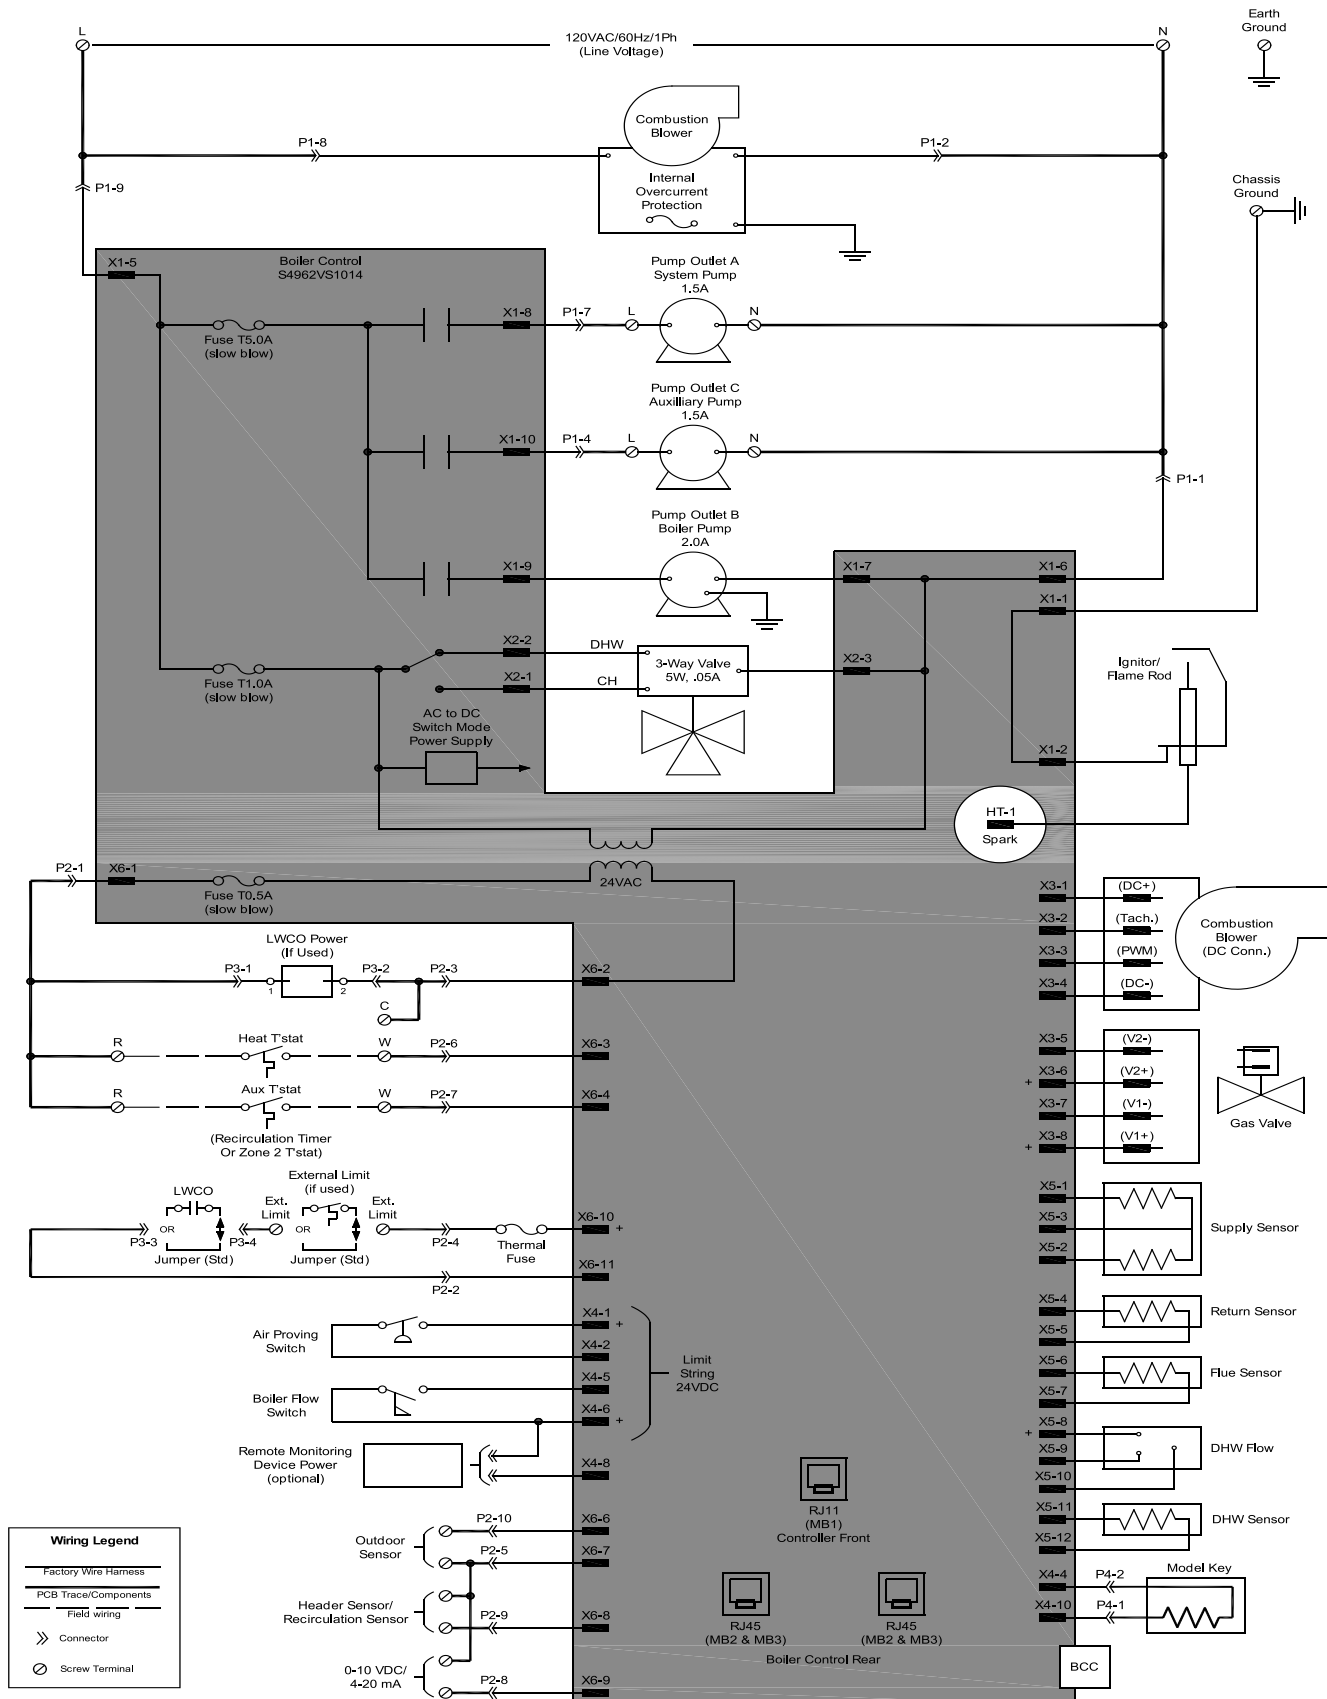 L
120VAC/60Hz/1Ph
(Line Voltage)
N
Earth
Ground
Combustion
Blower
P1-8
P1-2
P1-9
Internal
Overcurrent
Protection
Chassis
Ground
X1-5
Boiler Control
S4962VS1014
Pump Outlet A
System Pump
1.5A
Fuse T5.0A
(slow blow)
X1-8
P1-7
L
N
Pump Outlet C
Auxilliary Pump
1.5A
X1-10
P1-4
L
N
P1-1
Pump Outlet B
Boiler Pump
2.0A
X1-9
X1-7
X1-6
X1-1
X2-2
DHW
3-Way Valve
5W, .05A
X2-3
Ignitor/
Flame Rod
Fuse T1.0A
(slow blow)
X2-1
CH
AC to DC
Switch Mode
Power Supply
X1-2
HT-1
Spark
P2-1
X6-1
Fuse T0.5A
(slow blow)
24VAC
X3-1
(DC+)
X3-2
(Tach.)
X3-3
(PWM)
X3-4
(DC-)
Combustion
Blower
(DC Conn.)
LWCO Power
(If Used)
P3-1
1
2
P3-2
P2-3
X6-2
C
R
Heat T'stat
W
P2-6
X6-3
R
Aux T'stat
W
P2-7
X6-4
(Recirculation Timer
Or Zone 2 T'stat)
X3-5
(V2-)
X3-6
+
(V2+)
X3-7
(V1-)
X3-8
+
(V1+)
Gas Valve
LWCO
OR
P3-3
P3-4
Jumper (Std)
Ext.
Limit
External Limit
(if used)
OR
Jumper (Std)
Ext.
Limit
P2-4
Thermal
Fuse
X6-10
+
X6-11
P2-2
X5-1
X5-3
X5-2
Supply Sensor
Air Proving
Switch
X4-1
+
X4-2
Boiler Flow
Switch
X4-5
X4-6
+
Limit
String
24VDC
X5-4
X5-5
Return Sensor
X5-6
X5-7
Flue Sensor
X5-8
+
X5-9
X5-10
DHW Flow
Remote Monitoring
Device Power
(optional)
X4-8
RJ11
(MB1)
Controller Front
X5-11
X5-12
DHW Sensor
Outdoor
Sensor
P2-10
X6-6
P2-5
X6-7
Header Sensor/
Recirculation Sensor
P2-9
X6-8
0-10 VDC/
4-20 mA
P2-8
X6-9
RJ45
(MB2 & MB3)
RJ45
(MB2 & MB3)
Boiler Control Rear
X4-4
P4-2
X4-10
P4-1
Model Key
BCC
Wiring Legend
Factory Wire Harness
PCB Trace/Components
Field wiring
Connector
Screw Terminal